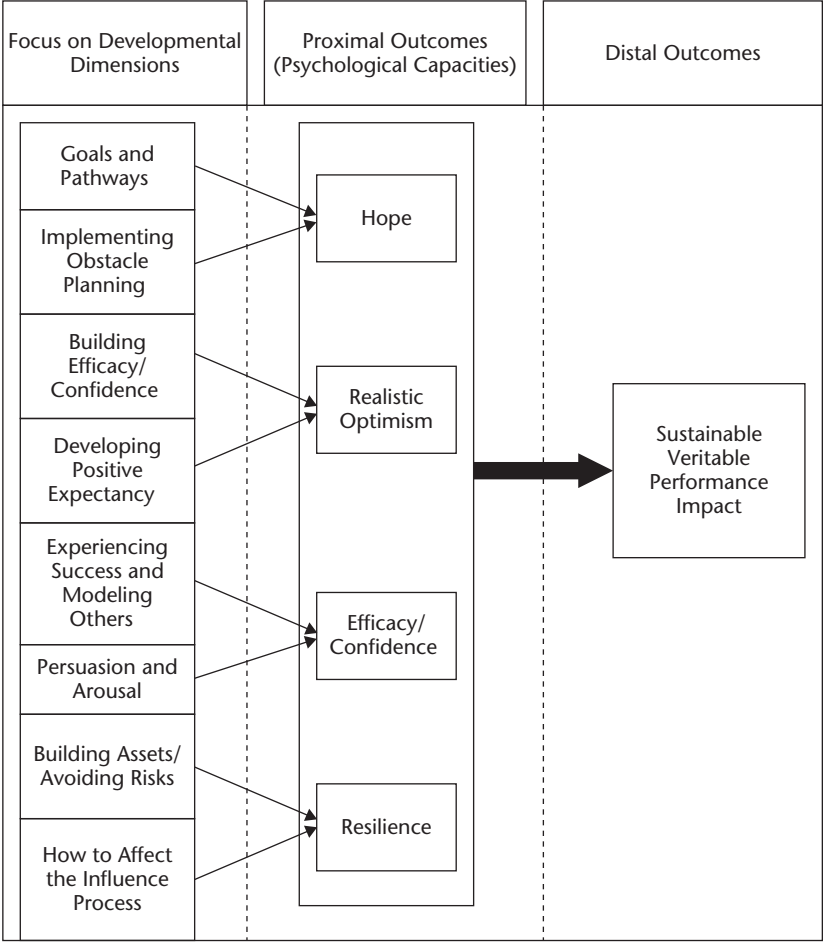 Focus on Developmental
Dimensions
Proximal Outcomes
(Psychological Capacities)
Distal Outcomes
Goals and
Pathways
Implementing
Obstacle
Planning
Building
Efficacy/
Confidence
Developing
Positive
Expectancy
Experiencing
Success and
Modeling
Others
Persuasion and
Arousal
Building Assets/
Avoiding Risks
How to Affect
the Influence
Process
Hope
Realistic
Optimism
Efficacy/
Confidence
Resilience
Sustainable
Veritable
Performance
Impact